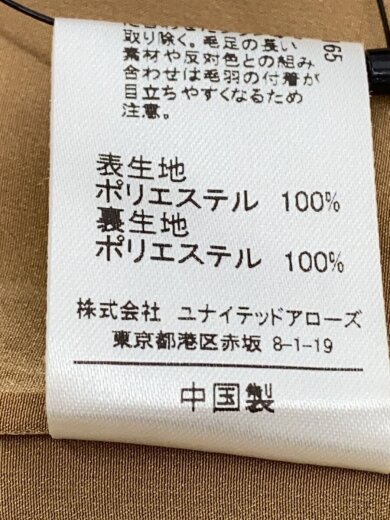 取り除く。毛足の長い
素材や反対色との組み
合わせは毛羽の付着が
目立ちやすくなるため
注意。
65
表生地
ポリエステル 100%
裏生地
ポリエステル 100%
株式会社 ユナイテッドアローズ
東京都港区赤坂 8-1-19
中国製